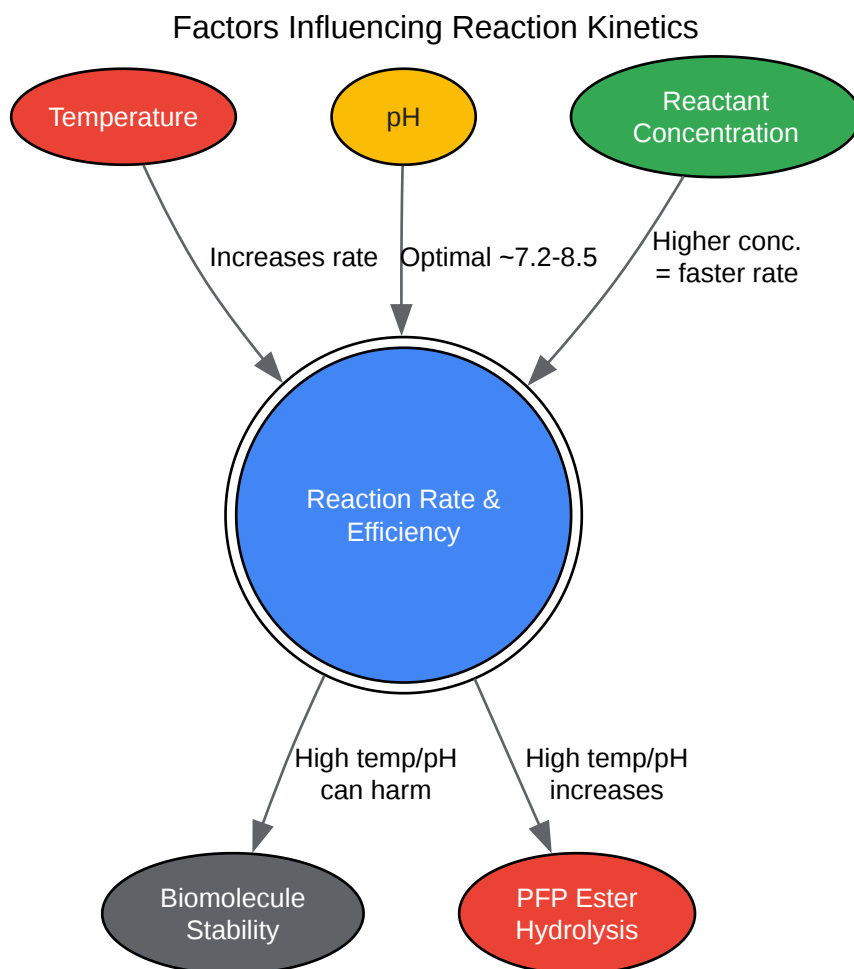 Factors Influencing Reaction Kinetics
Temperature
pH
Reactant
Concentration
Increases rate
Optimal ~7.2-8.5
Higher conc.
= faster rate
Reaction Rate &
Efficiency
High temp/pH
can harm
High temp/pH
increases
Biomolecule
Stability
PFP Ester
Hydrolysis